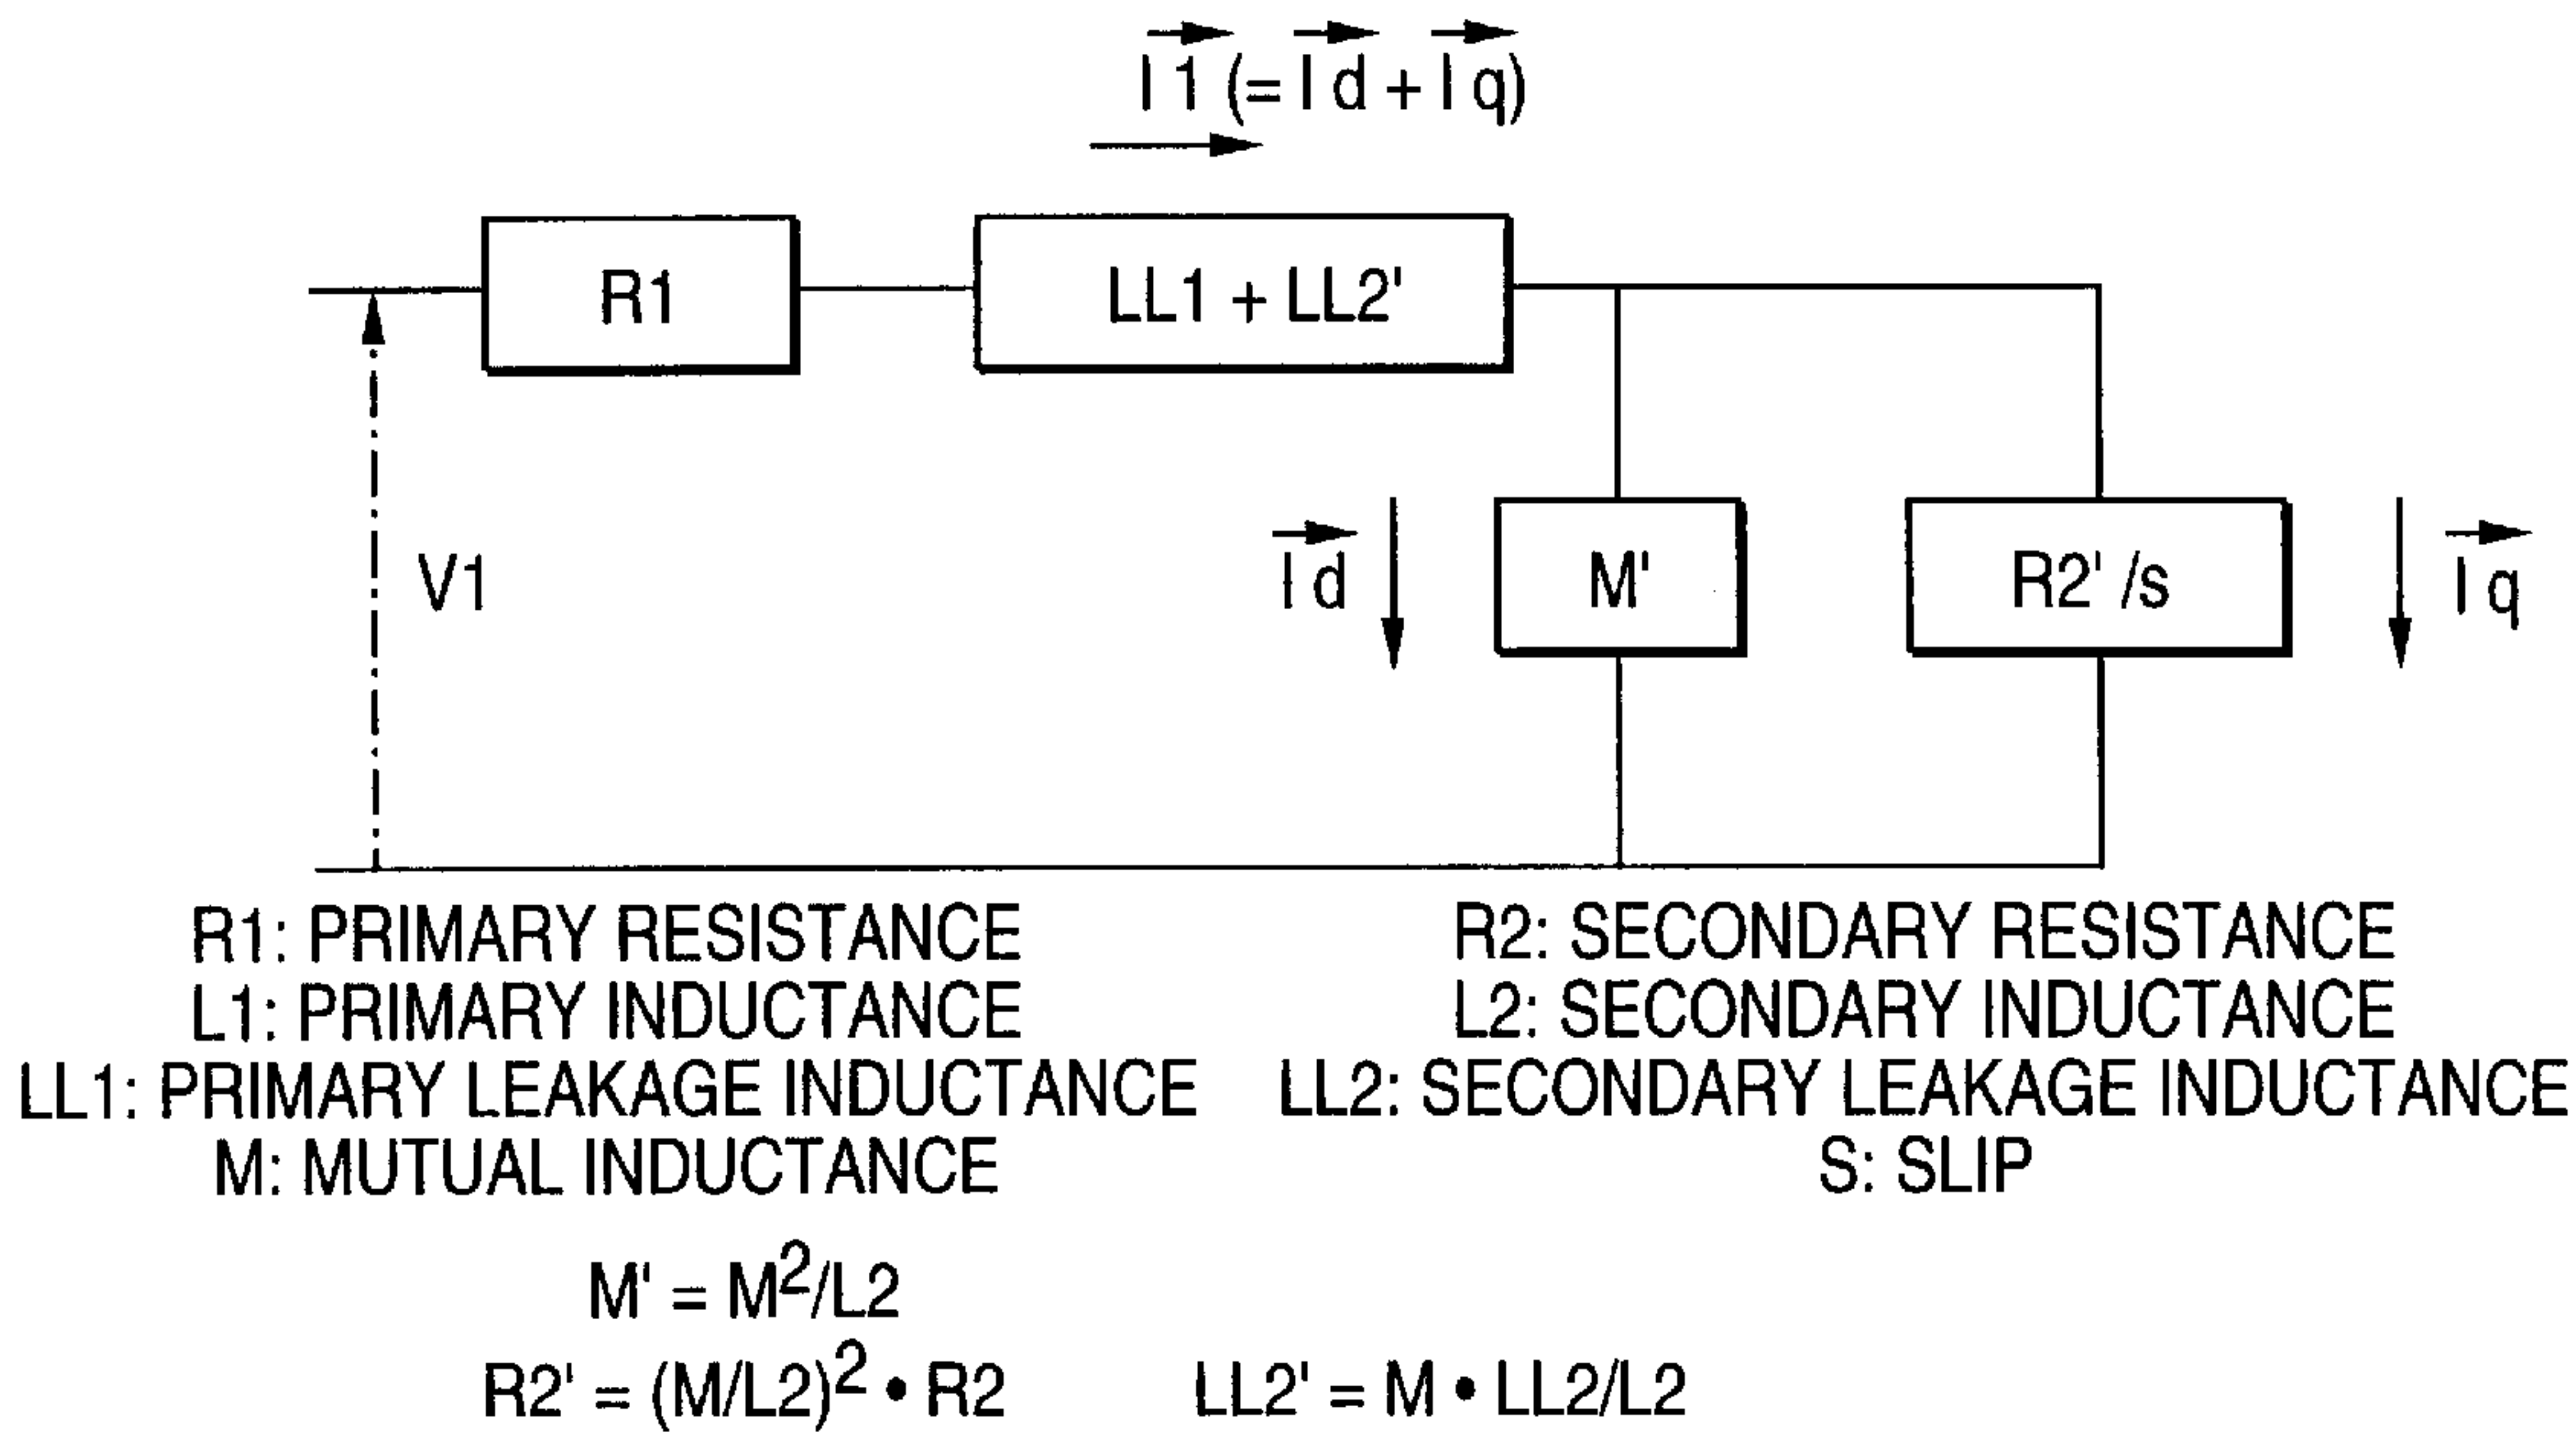 I1 (= Id + Iq)
R1
LL1 + LL2'
V1
Id
M'
R2' /s
Iq
R1: PRIMARY RESISTANCE
R2: SECONDARY RESISTANCE
L1: PRIMARY INDUCTANCE
L2: SECONDARY INDUCTANCE
LL1: PRIMARY LEAKAGE INDUCTANCE
LL2: SECONDARY LEAKAGE INDUCTANCE
M: MUTUAL INDUCTANCE
S: SLIP
M' = M²/L2
R2' = (M/L2)² • R2
LL2' = M • LL2/L2